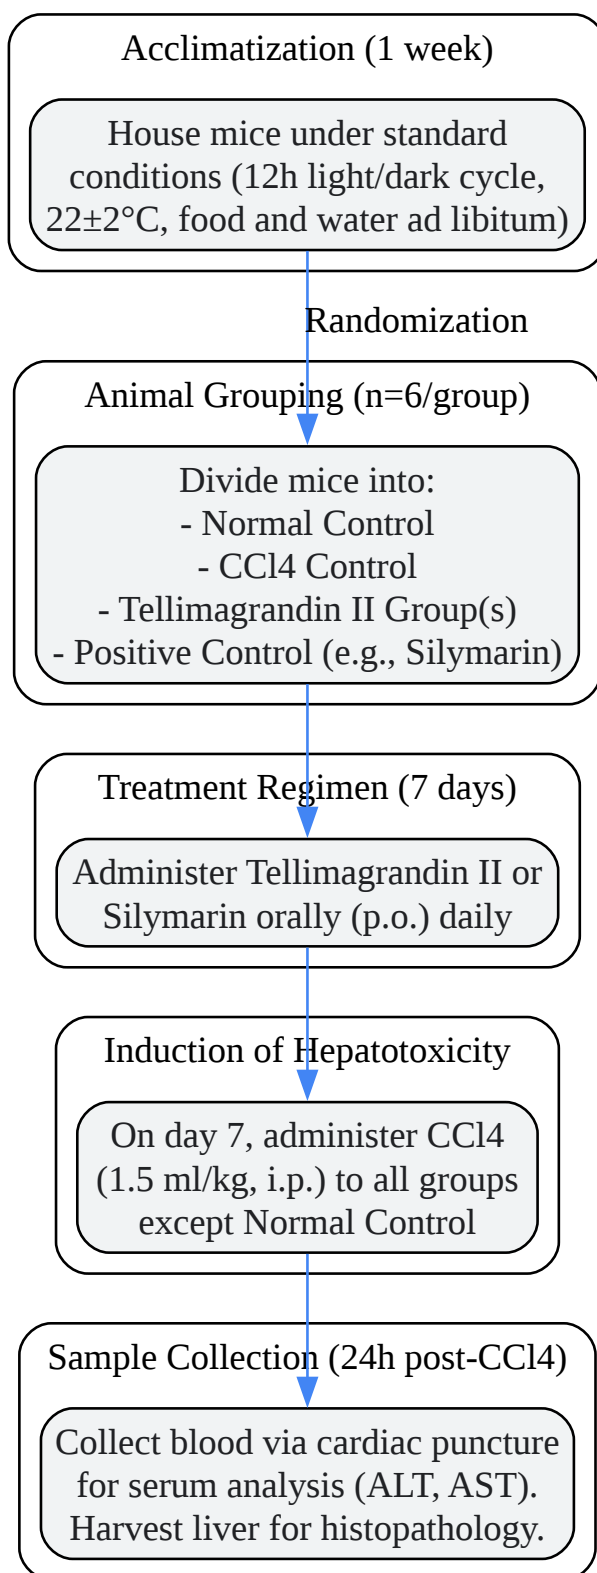 Acclimatization (1 week)
House mice under standard
conditions (12h light/dark cycle,
22±2°C, food and water ad libitum)
Randomization
Animal Grouping (n=6/group)
Divide mice into:
- Normal Control
- CCl4 Control
- Tellimagrandin II Group(s)
- Positive Control (e.g., Silymarin)
Treatment Regimen (7 days)
Administer Tellimagrandin II or
Silymarin orally (p.o.) daily
Induction of Hepatotoxicity
On day 7, administer CCl4
(1.5 ml/kg, i.p.) to all groups
except Normal Control
Sample Collection (24h post-CCl4)
Collect blood via cardiac puncture
for serum analysis (ALT, AST).
Harvest liver for histopathology.